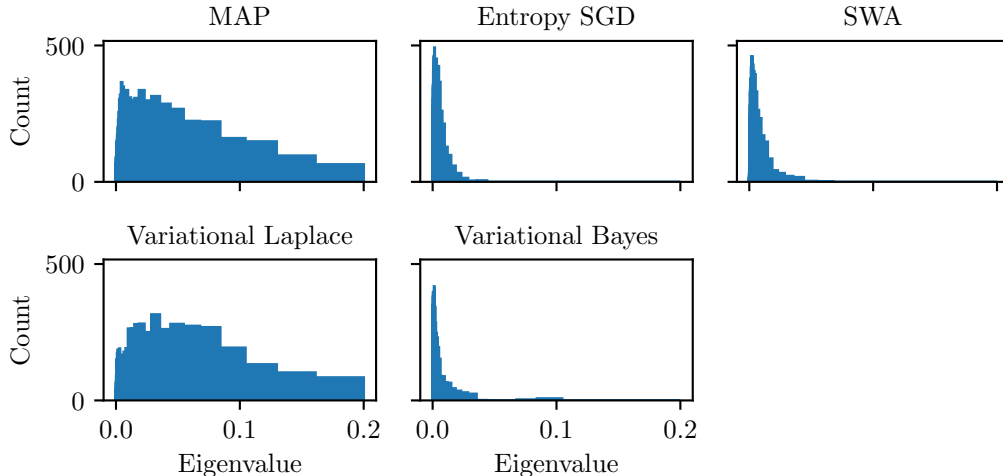 MAP
Entropy SGD
SWA
Count
500
0
Variational Laplace
Variational Bayes
Count
500
0
0.0 0.1 0.2
0.0 0.1 0.2
Eigenvalue
Eigenvalue